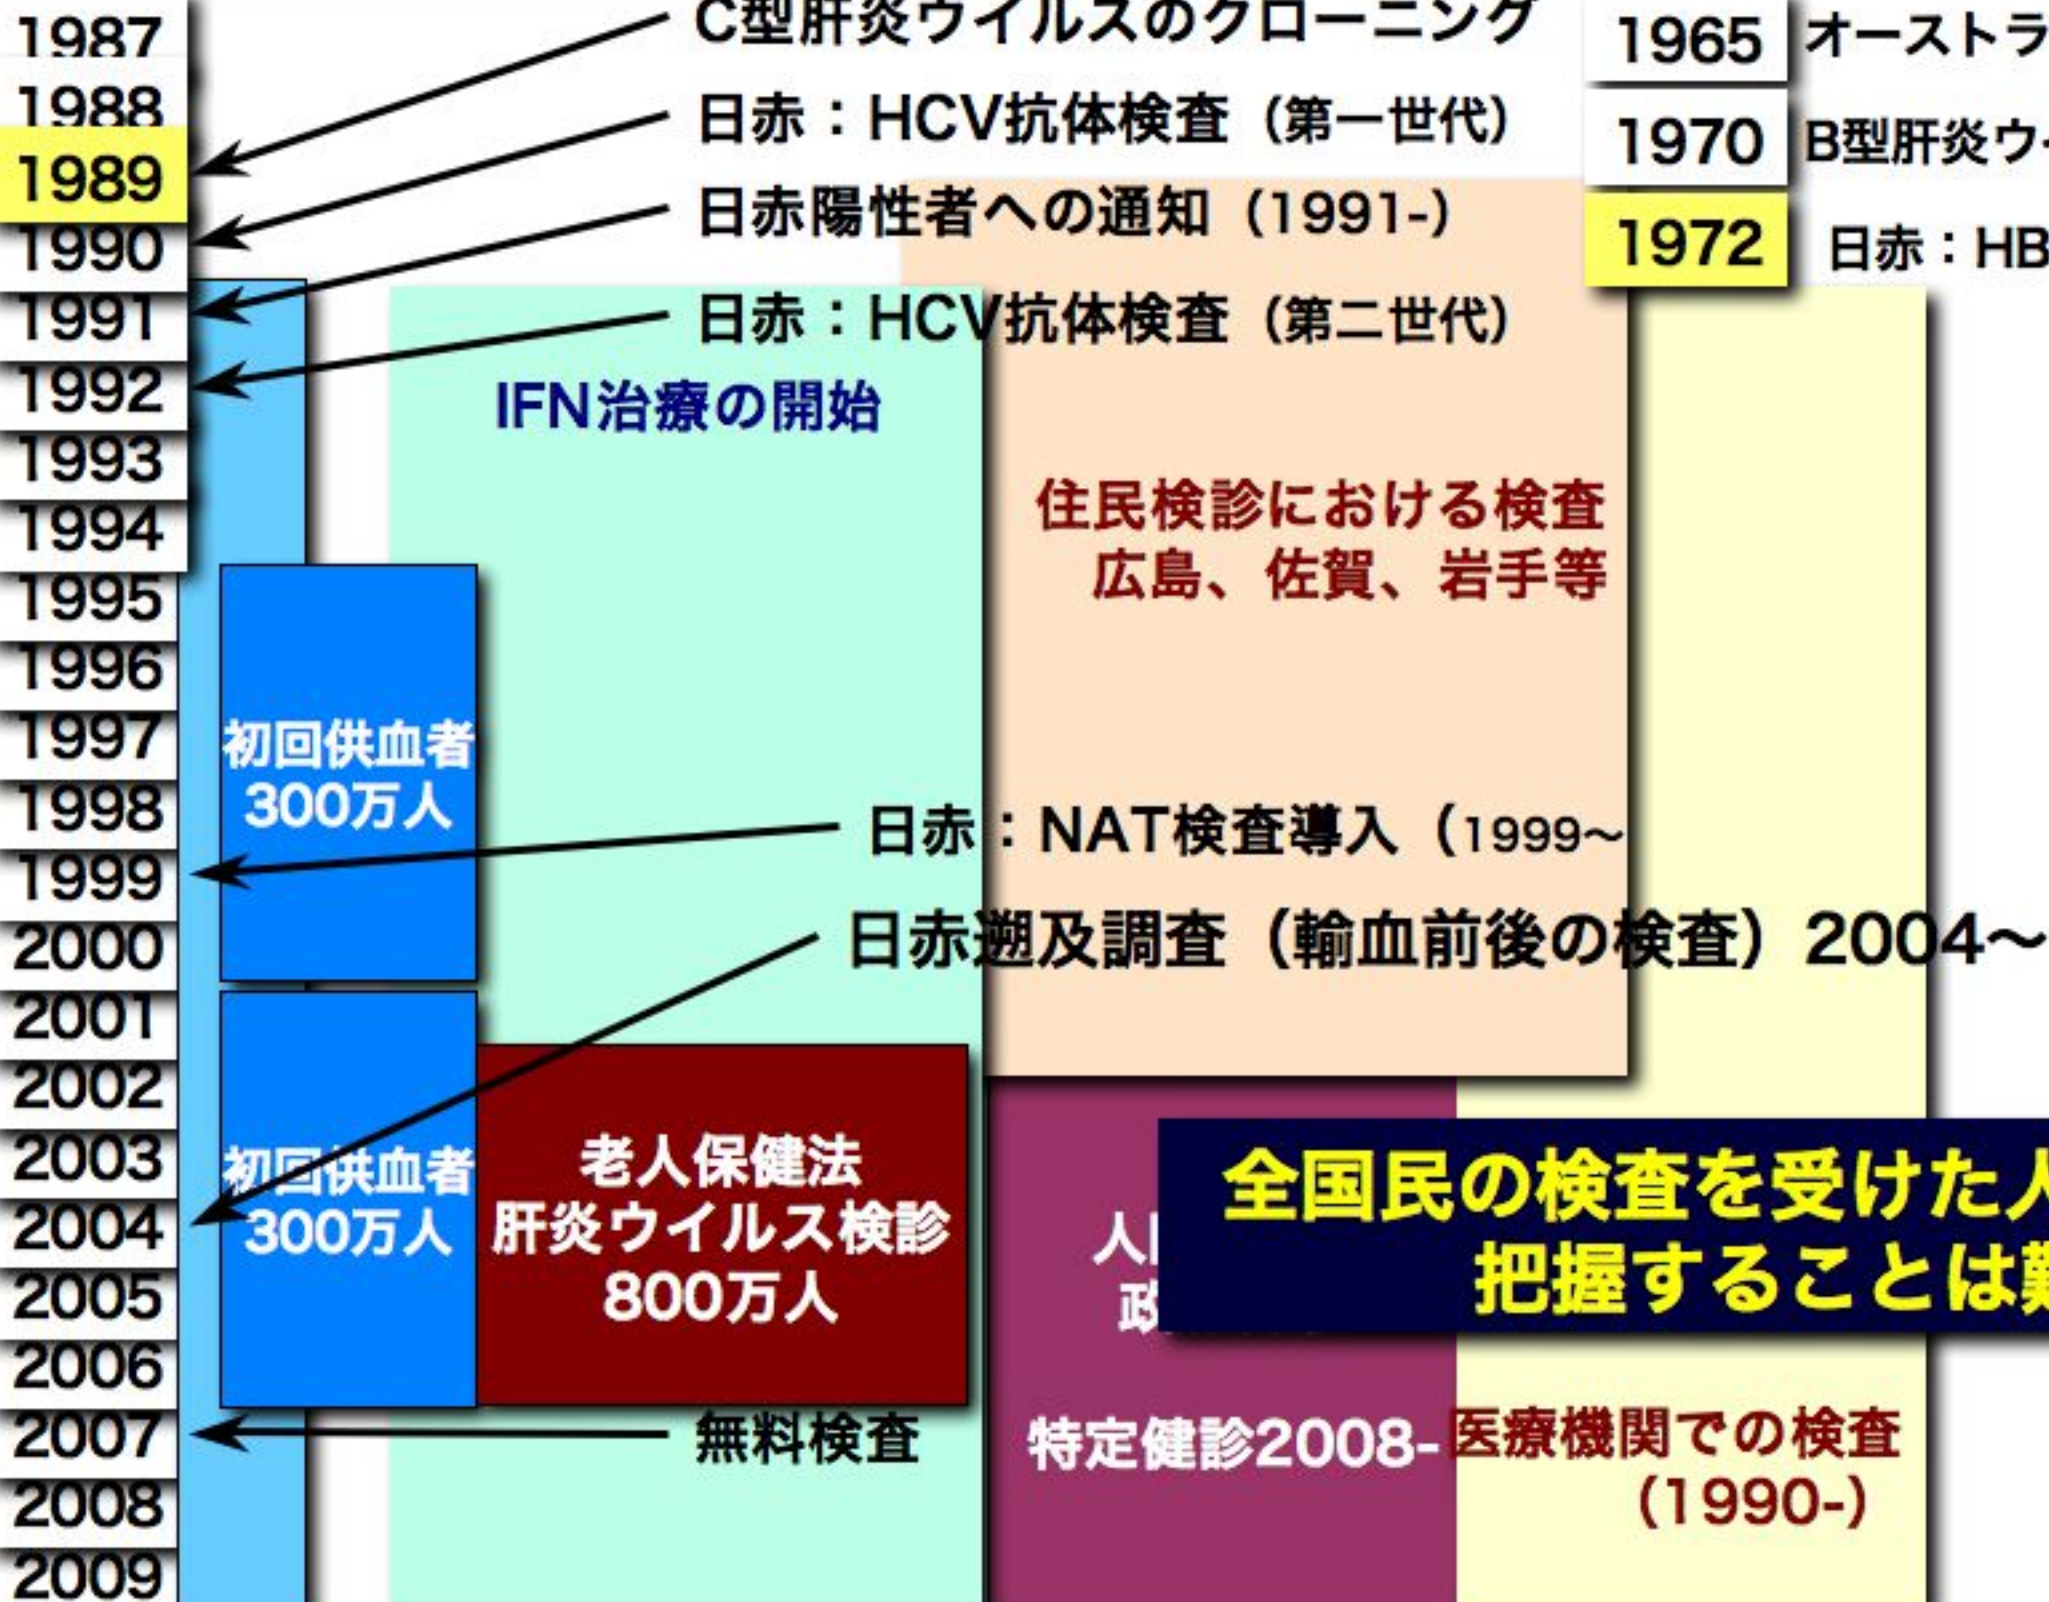 1987
1988
1989
1990
1991
1992
1993
1994
1995
1996
1997
1998
1999
2000
2001
2002
2003
2004
2005
2006
2007
2008
2009
C型肝炎ウイルスのクローニング
日赤：HCV抗体検査（第一世代）
日赤陽性者への通知（1991-）
日赤：HCV抗体検査（第二世代）
IFN治療の開始
1965 オーストラ
1970 B型肝炎ウイ
1972 日赤：HB
住民検診における検査
広島、佐賀、岩手等
初回供血者
300万人
日赤：NAT検査導入（1999～
日赤遡及調査（輸血前後の検査）2004～
初回供血者
300万人
老人保健法
肝炎ウイルス検診
800万人
全国民の検査を受けた人
把握することは難
無料検査
特定健診2008-
医療機関での検査
（1990-）